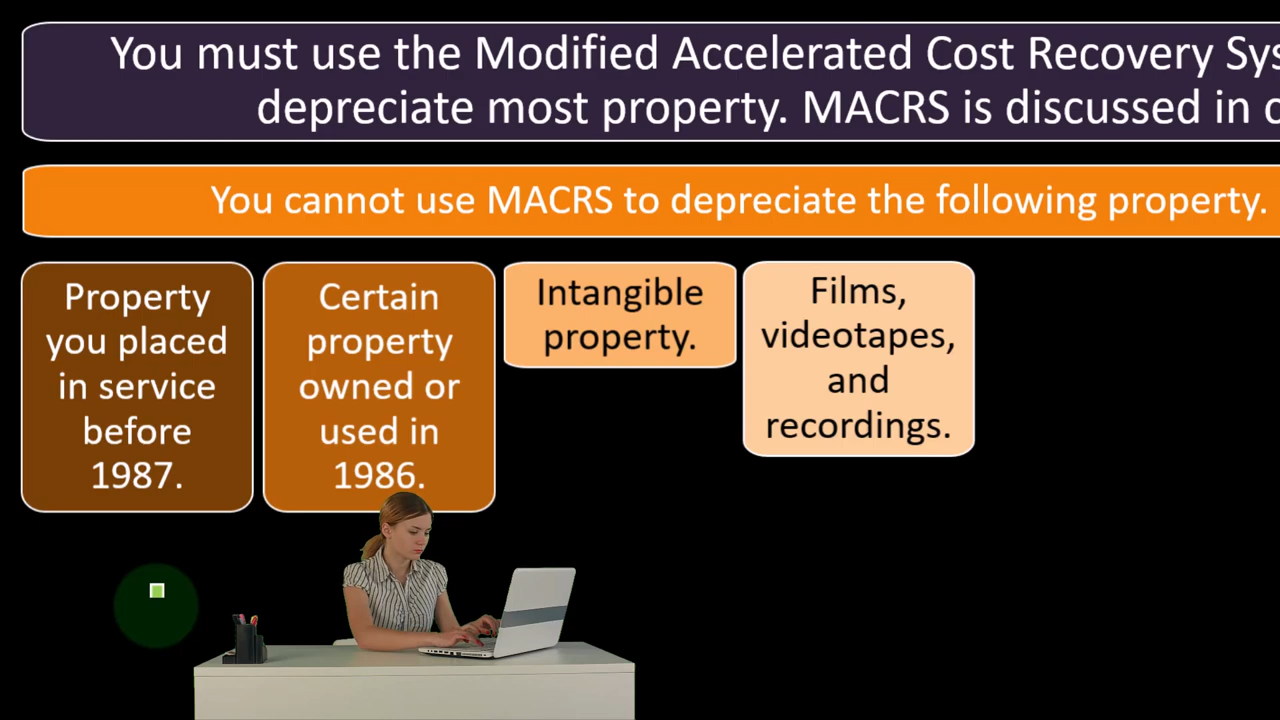 You must use the Modified Accelerated Cost Recovery
depreciate most property. MACRS is discussed in
You cannot use MACRS to depreciate the following property.
Property
you placed
in service
before
1987.
Certain
property
owned or
used in
1986.
Intangible
property.
Films,
videotapes,
and
recordings.